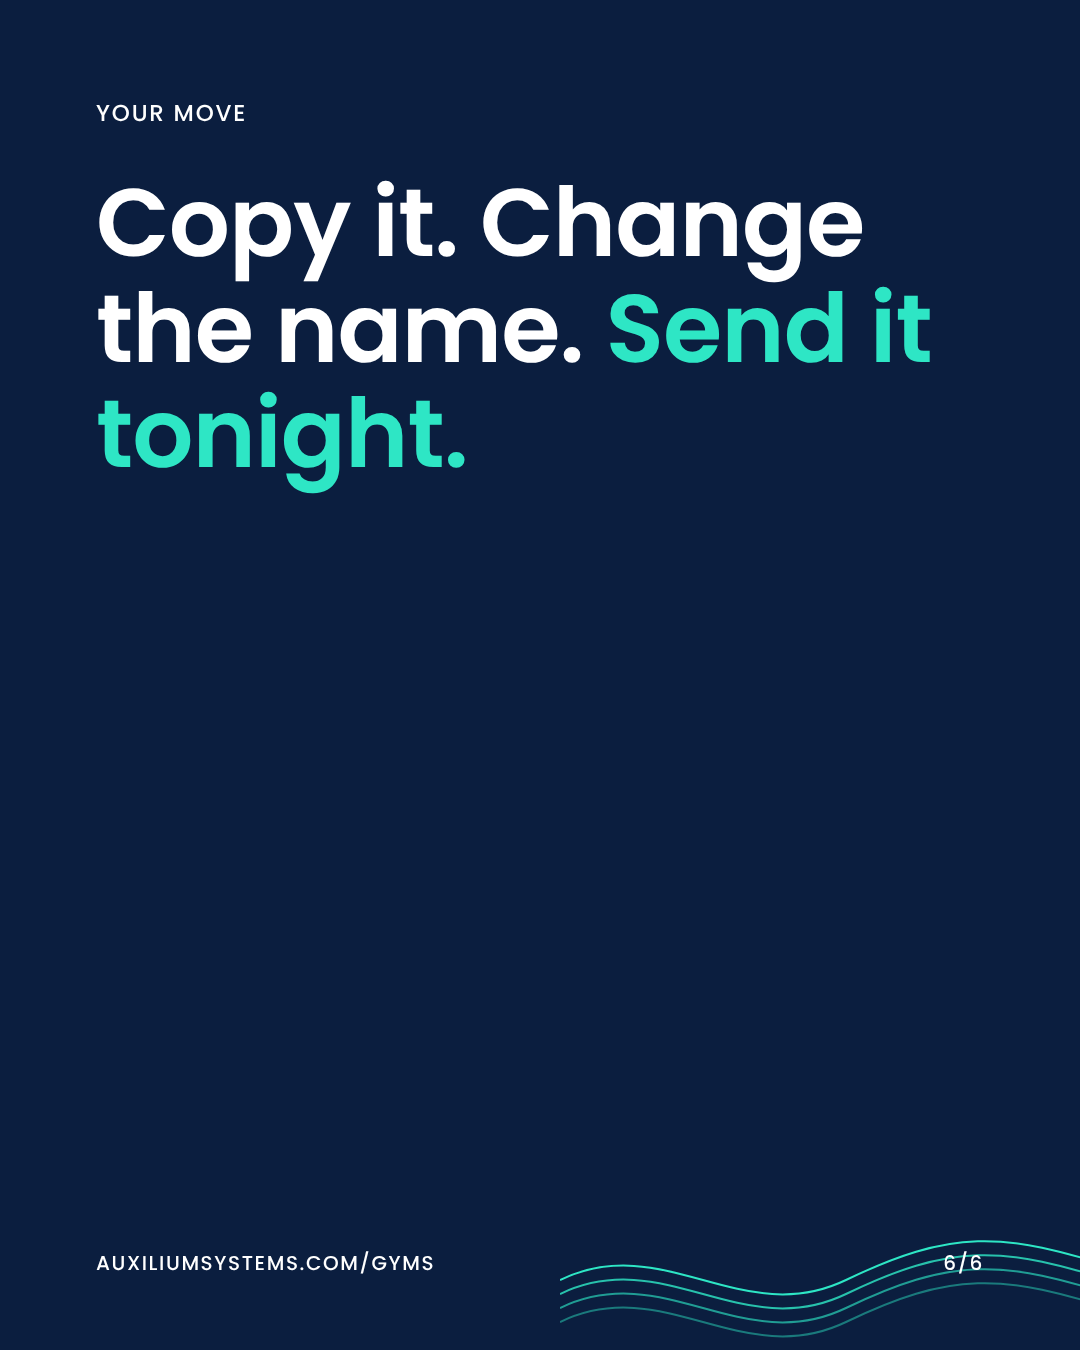 YOUR MOVE
Copy it. Change
the name. Send it
tonight.
AUXILIUMSYSTEMS.COM/GYMS
6/6